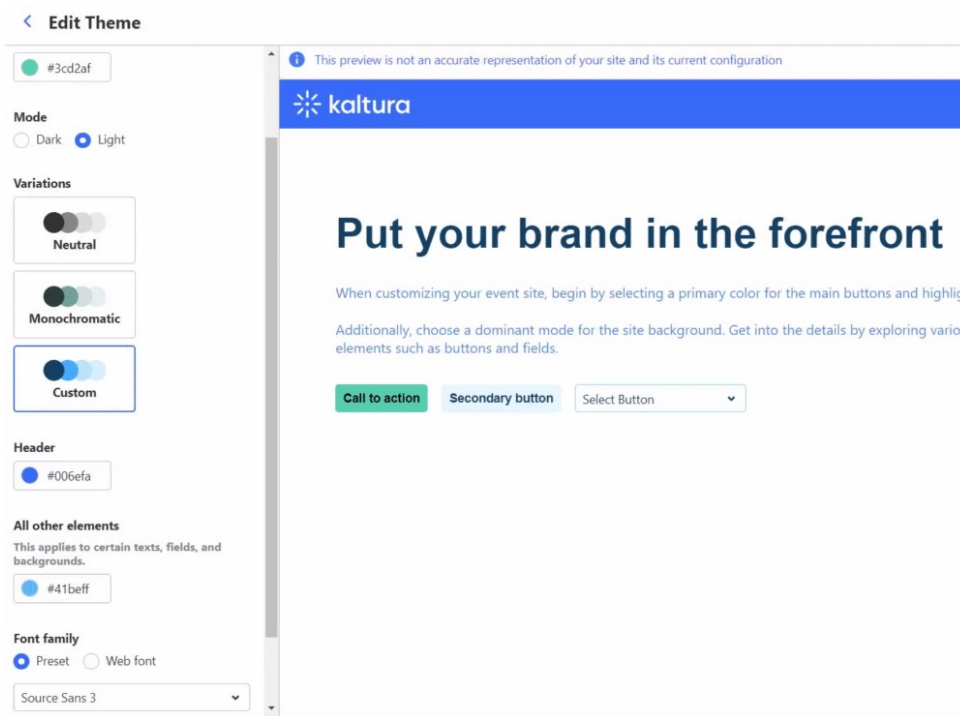 Edit Theme
#3cd2af
Mode
Dark Light
Variations
Neutral
Monochromatic
Custom
Header
#006efa
All other elements
This applies to certain texts, fields, and
backgrounds.
#41beff
Font family
Preset Web font
Source Sans 3
This preview is not an accurate representation of your site and its current configuration
kaltura
Put your brand in the forefront
When customizing your event site, begin by selecting a primary color for the main buttons and
Additionally, choose a dominant mode for the site background. Get into the details by exploring
elements such as buttons and fields.
Call to action Secondary button Select Button